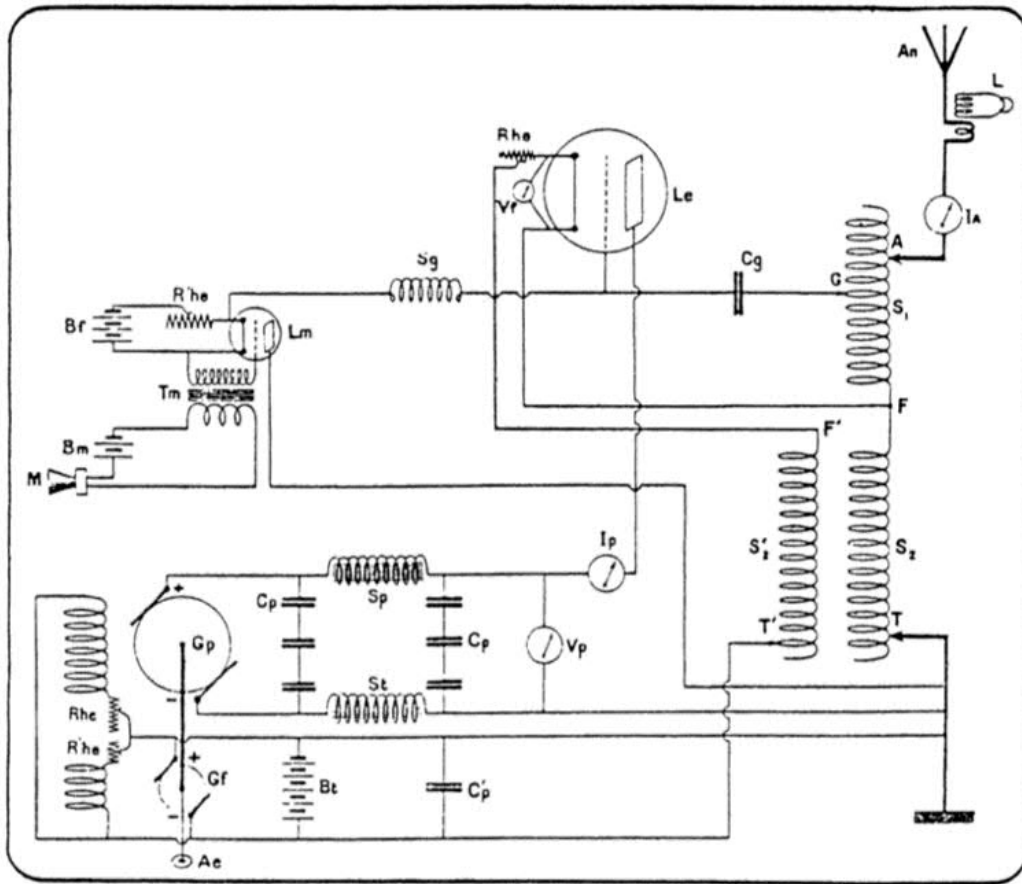 An
L
Rhe
Le
Vf
IA
A
Sg
Cg
G
S1
R'he
Bf
Lm
Tm
F
Bm
F'
M
Ip
S'2
S2
Cp
Sp
T'
T
Gp
Cp
Vp
St
Rhe
R'he
+
-
+
Gf
Bt
C'p
-
Ae